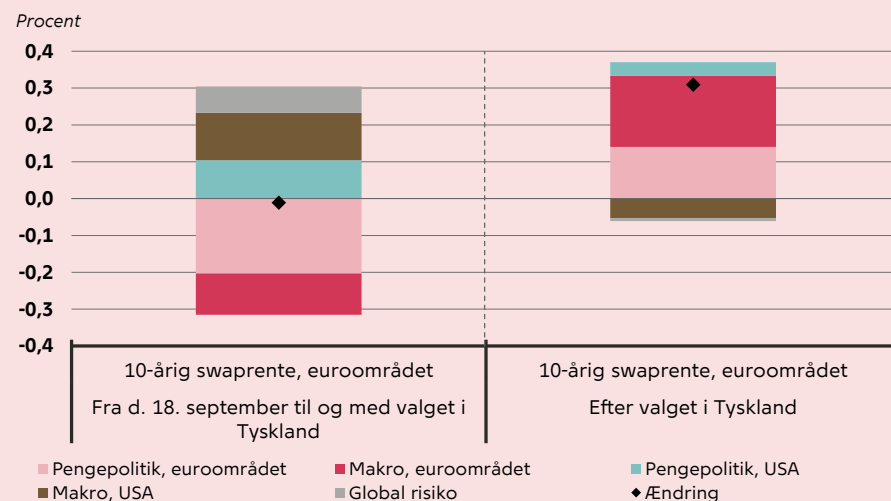 Procent
0,4
0,3
0,2
0,1
0,0
-0,1
-0,2
-0,3
-0,4
10-årig swaprente, euroområdet
10-årig swaprente, euroområdet
Fra d. 18. september til og med valget i
Tyskland
Efter valget i Tyskland
Pengepolitik, euroområdet
Makro, euroområdet
Pengepolitik, USA
Makro, USA
Global risiko
Ændring